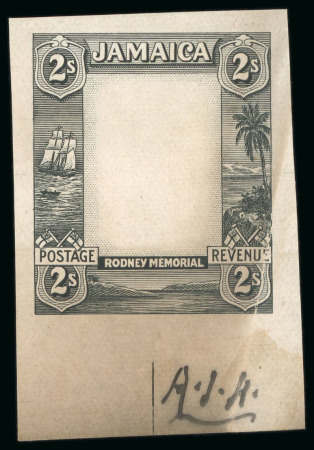 2s JAMAICA 2s
POSTAGE REVENUE
RODNEY MEMORIAL
2s 2s
A.J.H.